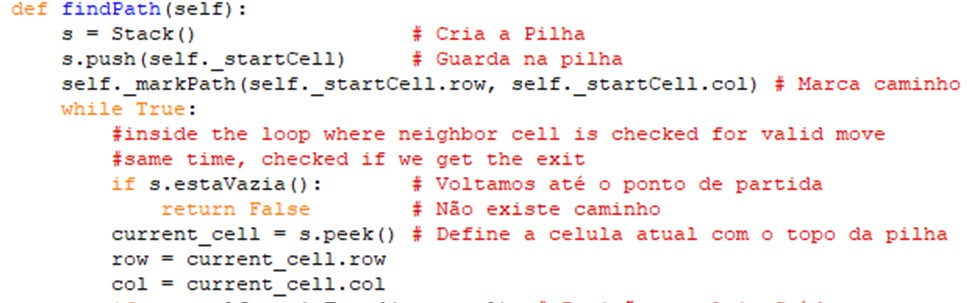 def findPath(self):
    s = Stack()                 # Cria a Pilha
    s.push(self._startCell)     # Guarda na pilha
    self._markPath(self._startCell.row, self._startCell.col) # Marca caminho
    while True:
        #inside the loop where neighbor cell is checked for valid move
        #same time, checked if we get the exit
        if s.estaVazia():       # Voltamos até o ponto de partida
            return False        # Não existe caminho
        current_cell = s.peek() # Define a celula atual com o topo da pilha
        row = current_cell.row
        col = current_cell.col